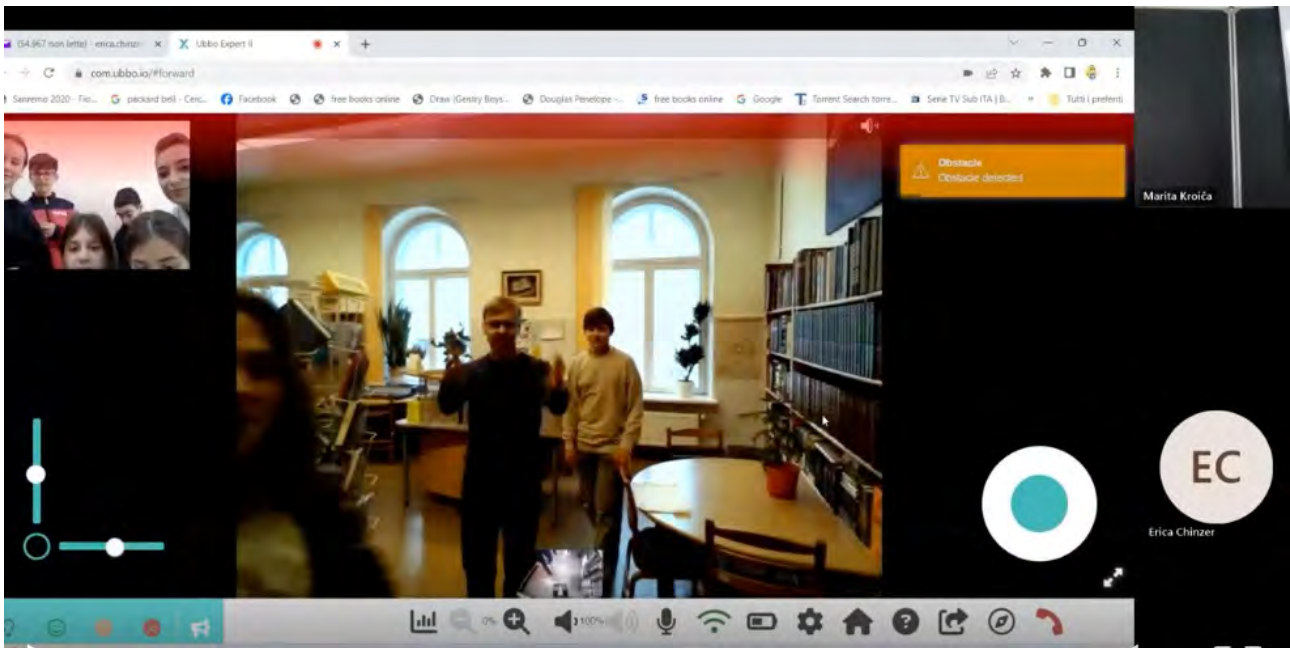 (54.967 non lette) - erica.chinzer
Ubbo Expert II
com.ubbo.io/#forward
Sanremo 2020 - Fio...
packard bell - Cerc...
Facebook
free books online
Draw (Gentry Boys...
Douglas Penelope -...
free books online
Google
Torrent Search torre...
Serie TV Sub ITA | B...
»
Tutti i preferiti
Obstacle
Obstacle detected
Marita Kroiča
EC
Erica Chinzer
0%
100%